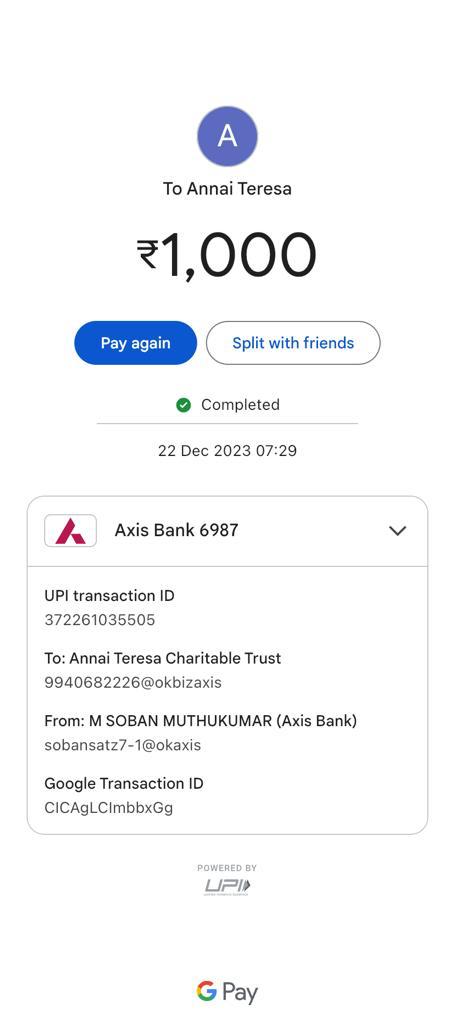 A
To Annai Teresa
₹1,000
Pay again
Split with friends
Completed
22 Dec 2023 07:29
Axis Bank 6987
UPI transaction ID
372261035505
To: Annai Teresa Charitable Trust
9940682226@okbizaxis
From: M SOBAN MUTHUKUMAR (Axis Bank)
sobansatz7-1@okaxis
Google Transaction ID
CICAgLCImbbxGg
POWERED BY
UPI
G Pay